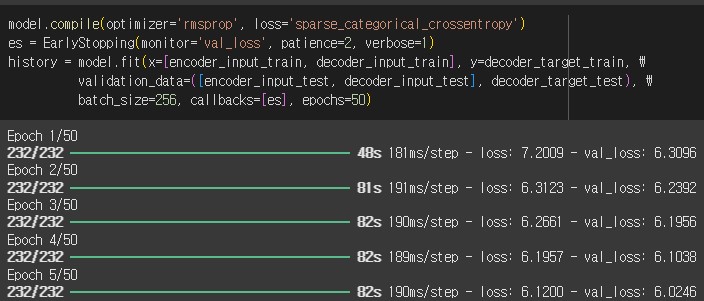 model.compile(optimizer='rmsprop', loss='sparse_categorical_crossentropy')
es = EarlyStopping(monitor='val_loss', patience=2, verbose=1)
history = model.fit(x=[encoder_input_train, decoder_input_train], y=decoder_target_train, ₩
validation_data=([encoder_input_test, decoder_input_test], decoder_target_test), ₩
batch_size=256, callbacks=[es], epochs=50)
Epoch 1/50
232/232 48s 181ms/step - loss: 7.2009 - val_loss: 6.3096
Epoch 2/50
232/232 81s 191ms/step - loss: 6.3123 - val_loss: 6.2392
Epoch 3/50
232/232 82s 190ms/step - loss: 6.2661 - val_loss: 6.1956
Epoch 4/50
232/232 82s 189ms/step - loss: 6.1957 - val_loss: 6.1038
Epoch 5/50
232/232 82s 190ms/step - loss: 6.1200 - val_loss: 6.0246